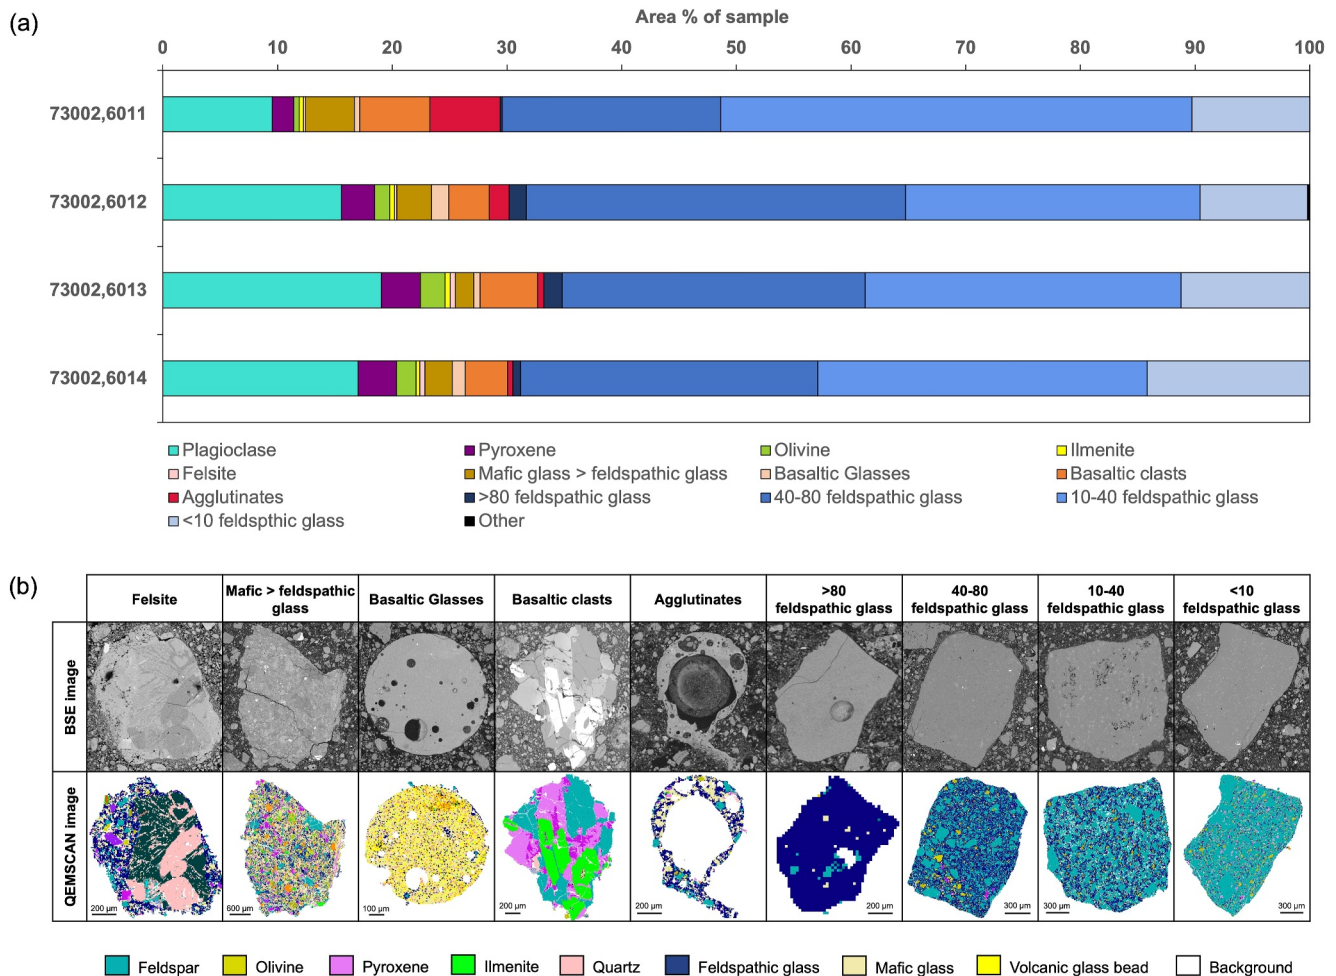 (a)
Area % of sample
0 10 20 30 40 50 60 70 80 90 100
73002,6011
73002,6012
73002,6013
73002,6014
Plagioclase Pyroxene Olivine Ilmenite
Felsite Mafic glass > feldspathic glass Basaltic Glasses Basaltic clasts
Agglutinates >80 feldspathic glass 40-80 feldspathic glass 10-40 feldspathic glass
<10 feldspthic glass Other
(b)
Felsite
Mafic > feldspathic
glass
Basaltic Glasses
Basaltic clasts
Agglutinates
>80
feldspathic glass
40-80
feldspathic glass
10-40
feldspathic glass
<10
feldspathic glass
BSE image
QEMSCAN image
200 µm
600 µm
100 µm
200 µm
200 µm
200 µm
300 µm
300 µm
300 µm
Feldspar Olivine Pyroxene Ilmenite Quartz Feldspathic glass Mafic glass Volcanic glass bead Background